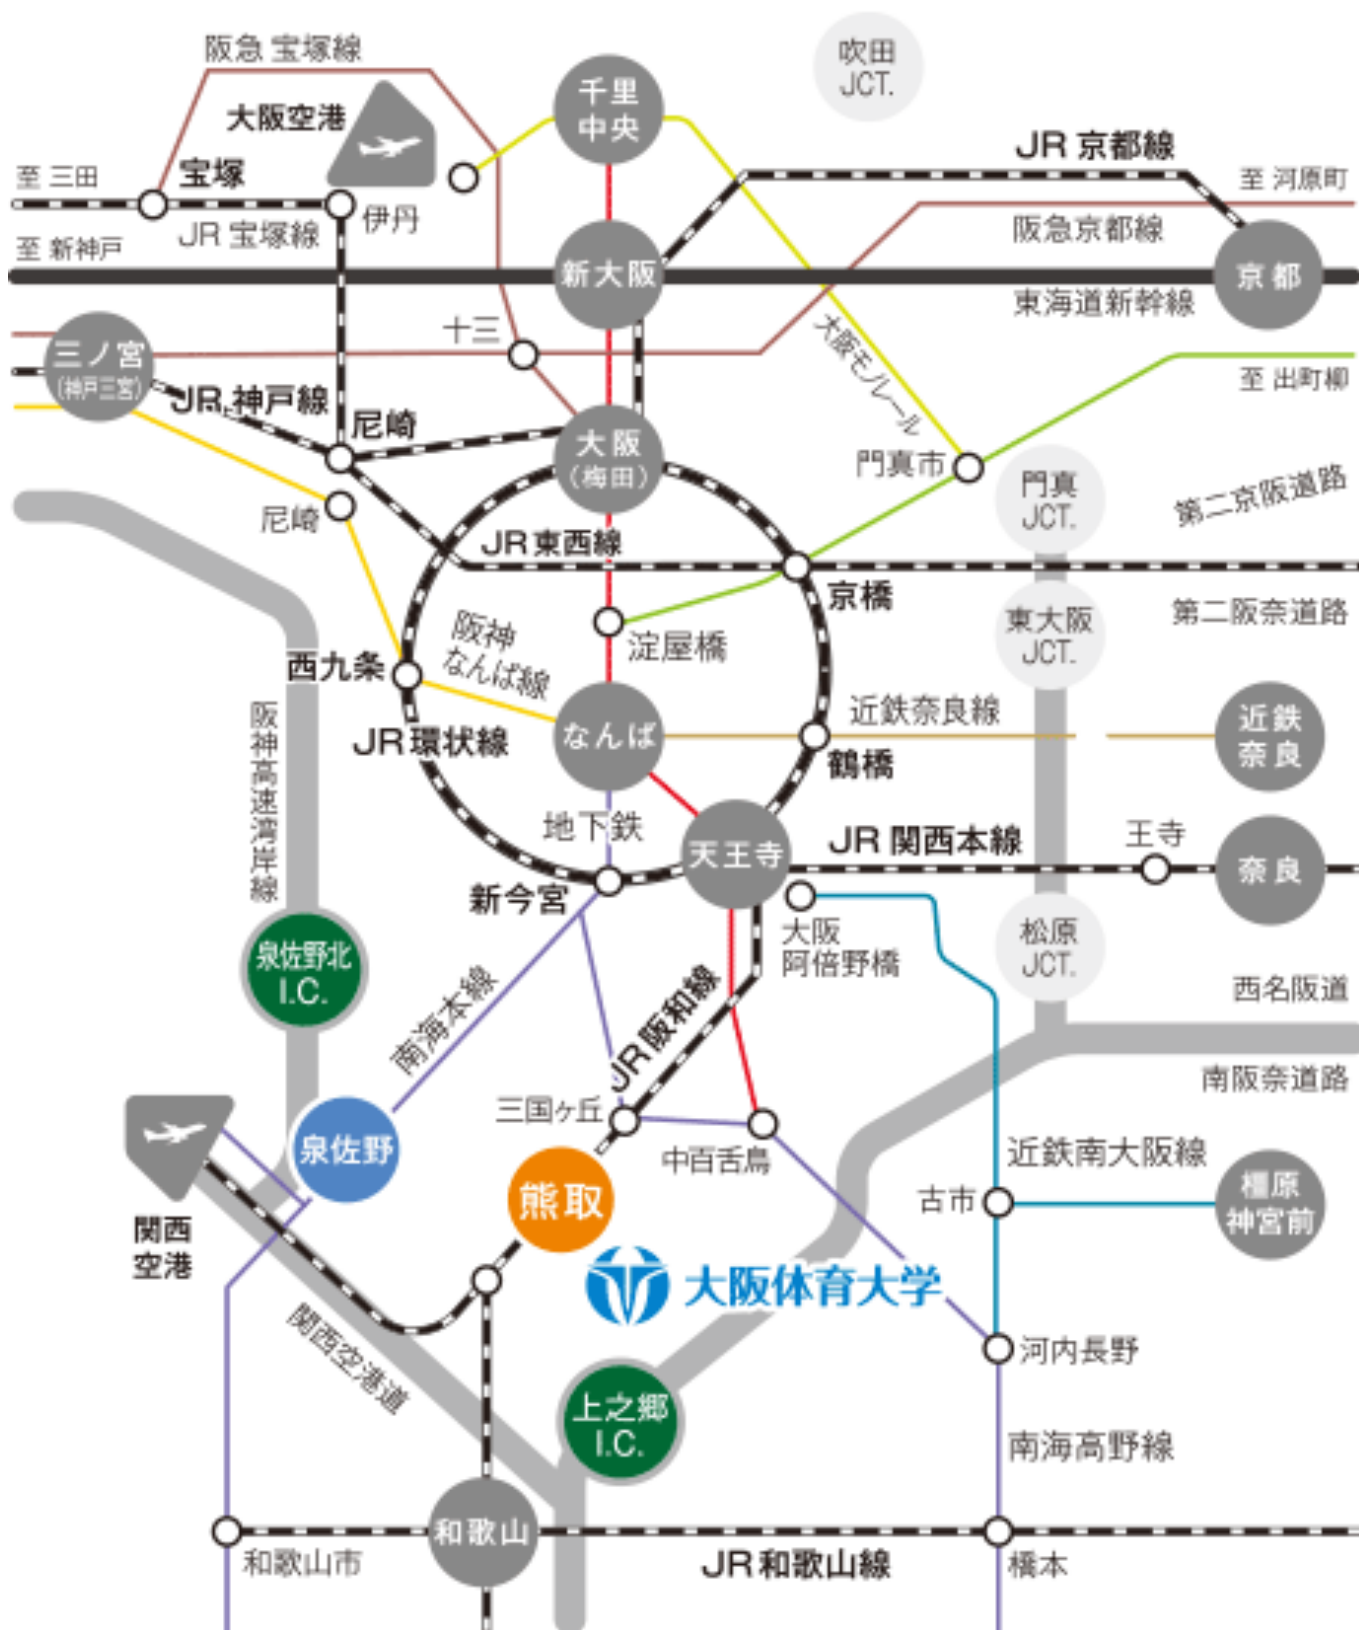 阪急 宝塚線
千里
中央
吹田
JCT.
大阪空港
JR 京都線
至 三田
宝塚
至 河原町
伊丹
JR 宝塚線
阪急京都線
至 新神戸
新大阪
京都
東海道新幹線
十三
大阪モノレール
三ノ宮
(神戸三宮)
至 出町柳
JR 神戸線
尼崎
大阪
(梅田)
門真市
門真
JCT.
第二京阪道路
尼崎
JR東西線
京橋
第二阪奈道路
東大阪
JCT.
淀屋橋
阪神
なんば線
西九条
近鉄奈良線
近鉄
奈良
なんば
JR環状線
鶴橋
阪神高速湾岸線
地下鉄
天王寺
JR 関西本線
王寺
奈良
新今宮
大阪
阿倍野橋
松原
JCT.
泉佐野北
I.C.
西名阪道
南海本線
JR阪和線
南阪奈道路
三国ヶ丘
中百舌鳥
泉佐野
近鉄南大阪線
熊取
古市
橿原
神宮前
関西
空港
大阪体育大学
関西空港道
河内長野
上之郷
I.C.
南海高野線
和歌山
和歌山市
JR和歌山線
橋本